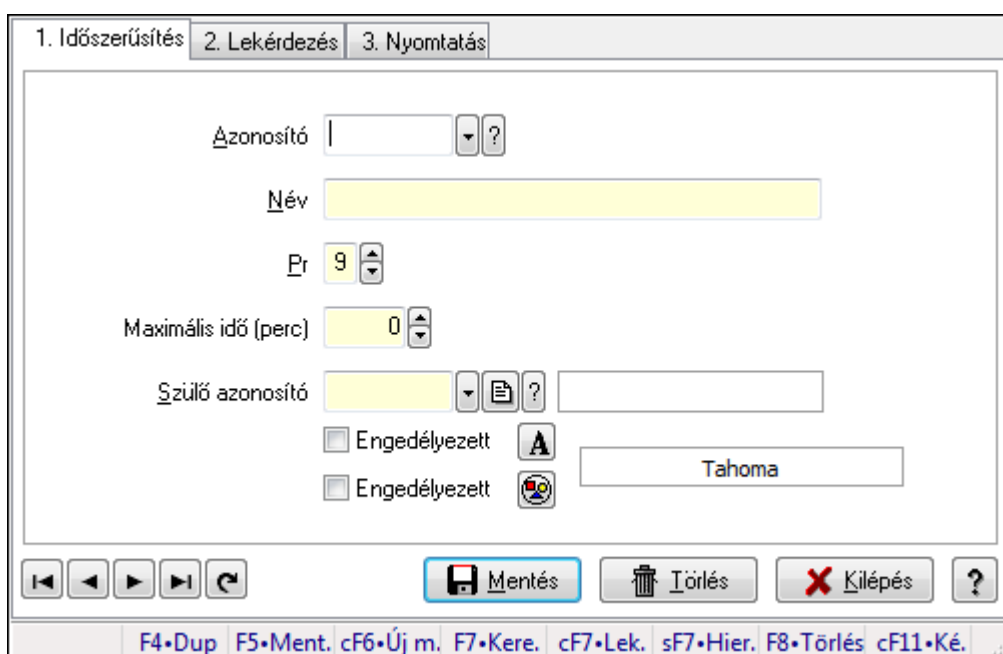 1. Időszerűsítés 2. Lekérdezés 3. Nyomtatás
Azonosító ?
Név
Pr 9
Maximális idő (perc) 0
Szülő azonosító ?
Engedélyezett A
Tahoma
Engedélyezett
Mentés Törlés Kilépés ?
F4•Dup F5•Ment. cF6•Új m. F7•Kere. cF7•Lek. sF7•Hier. F8•Törlés cF11•Ké.